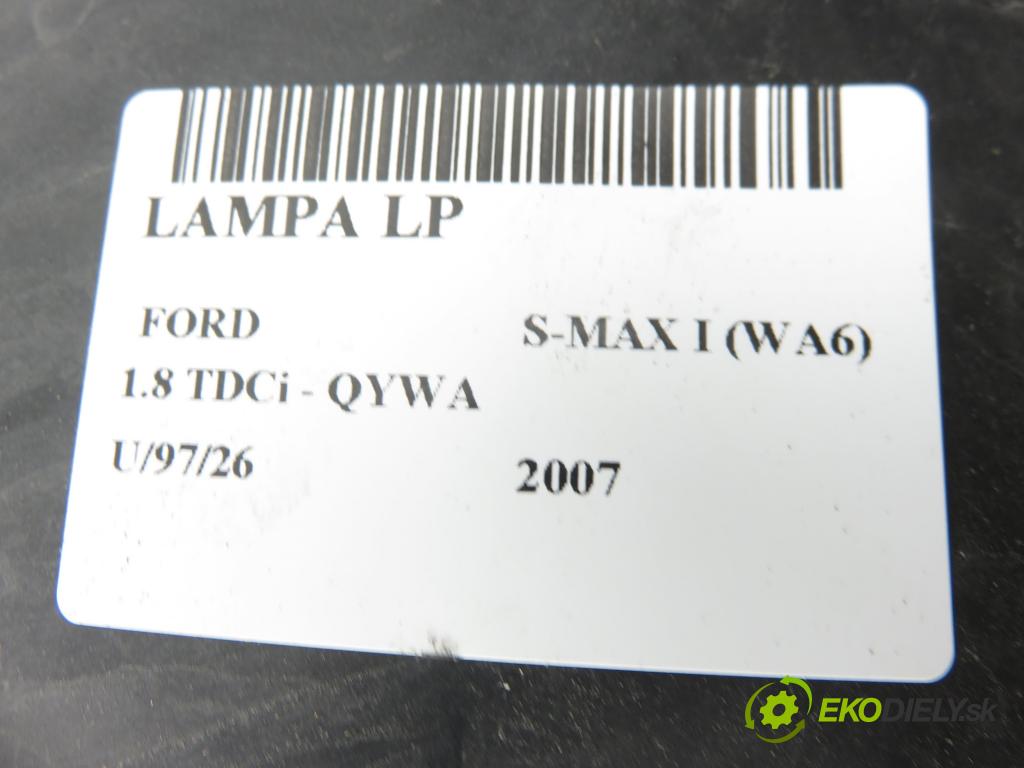 LAMPA LP
FORD S-MAX I (WA6)
1.8 TDCi - QYWA
U/97/26 2007
EKODIELY.sk